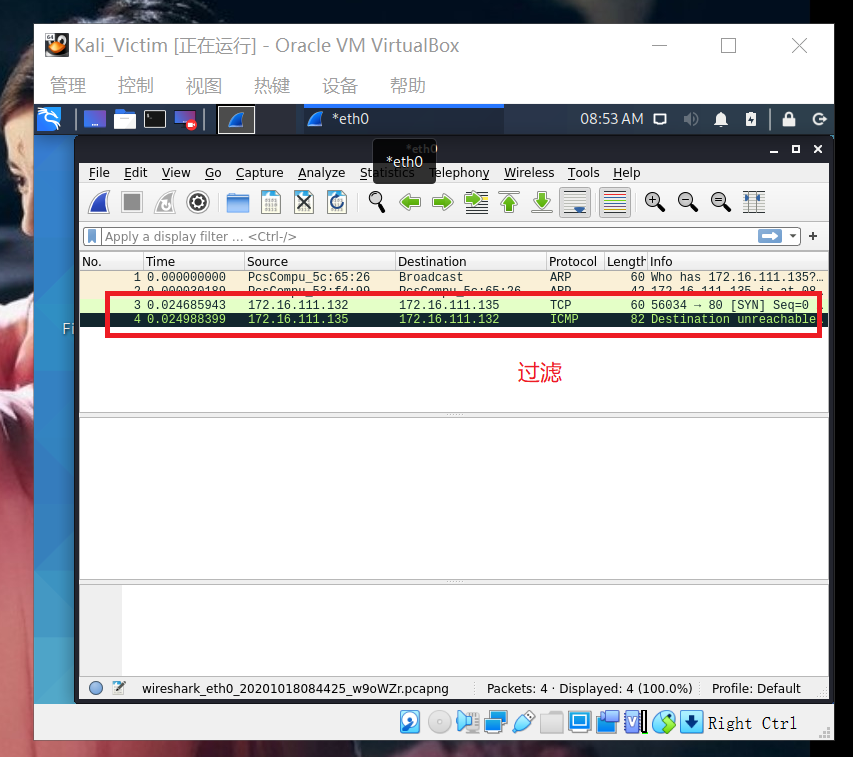 Kali_Victim [正在运行] - Oracle VM VirtualBox
管理 控制 视图 热键 设备 帮助
*eth0 08:53 AM
*eth0
*eth0
File Edit View Go Capture Analyze Statistics Telephony Wireless Tools Help
Apply a display filter ... <Ctrl-/>
No. Time Source Destination Protocol Length Info
1 0.000000000 PcsCompu_5c:65:26 Broadcast ARP 60 Who has 172.16.111.135?…
2 0.000030189 PcsCompu_53:f4:99 PcsCompu_5c:65:26 ARP 42 172.16.111.135 is at 08…
3 0.024685943 172.16.111.132 172.16.111.135 TCP 60 56034 → 80 [SYN] Seq=0
4 0.024988399 172.16.111.135 172.16.111.132 ICMP 82 Destination unreachable
Fi
过滤
wireshark_eth0_20201018084425_w9oWZr.pcapng Packets: 4 · Displayed: 4 (100.0%) Profile: Default
Right Ctrl